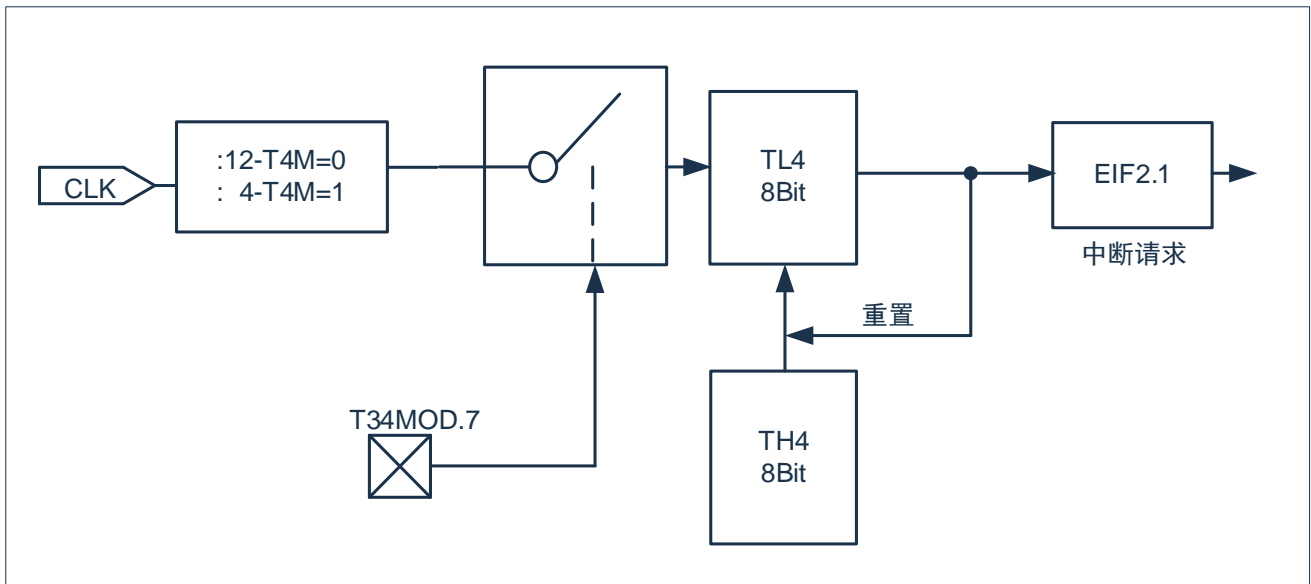 CLK
:12-T4M=0
: 4-T4M=1
TL4
8Bit
EIF2.1
中断请求
重置
T34MOD.7
TH4
8Bit